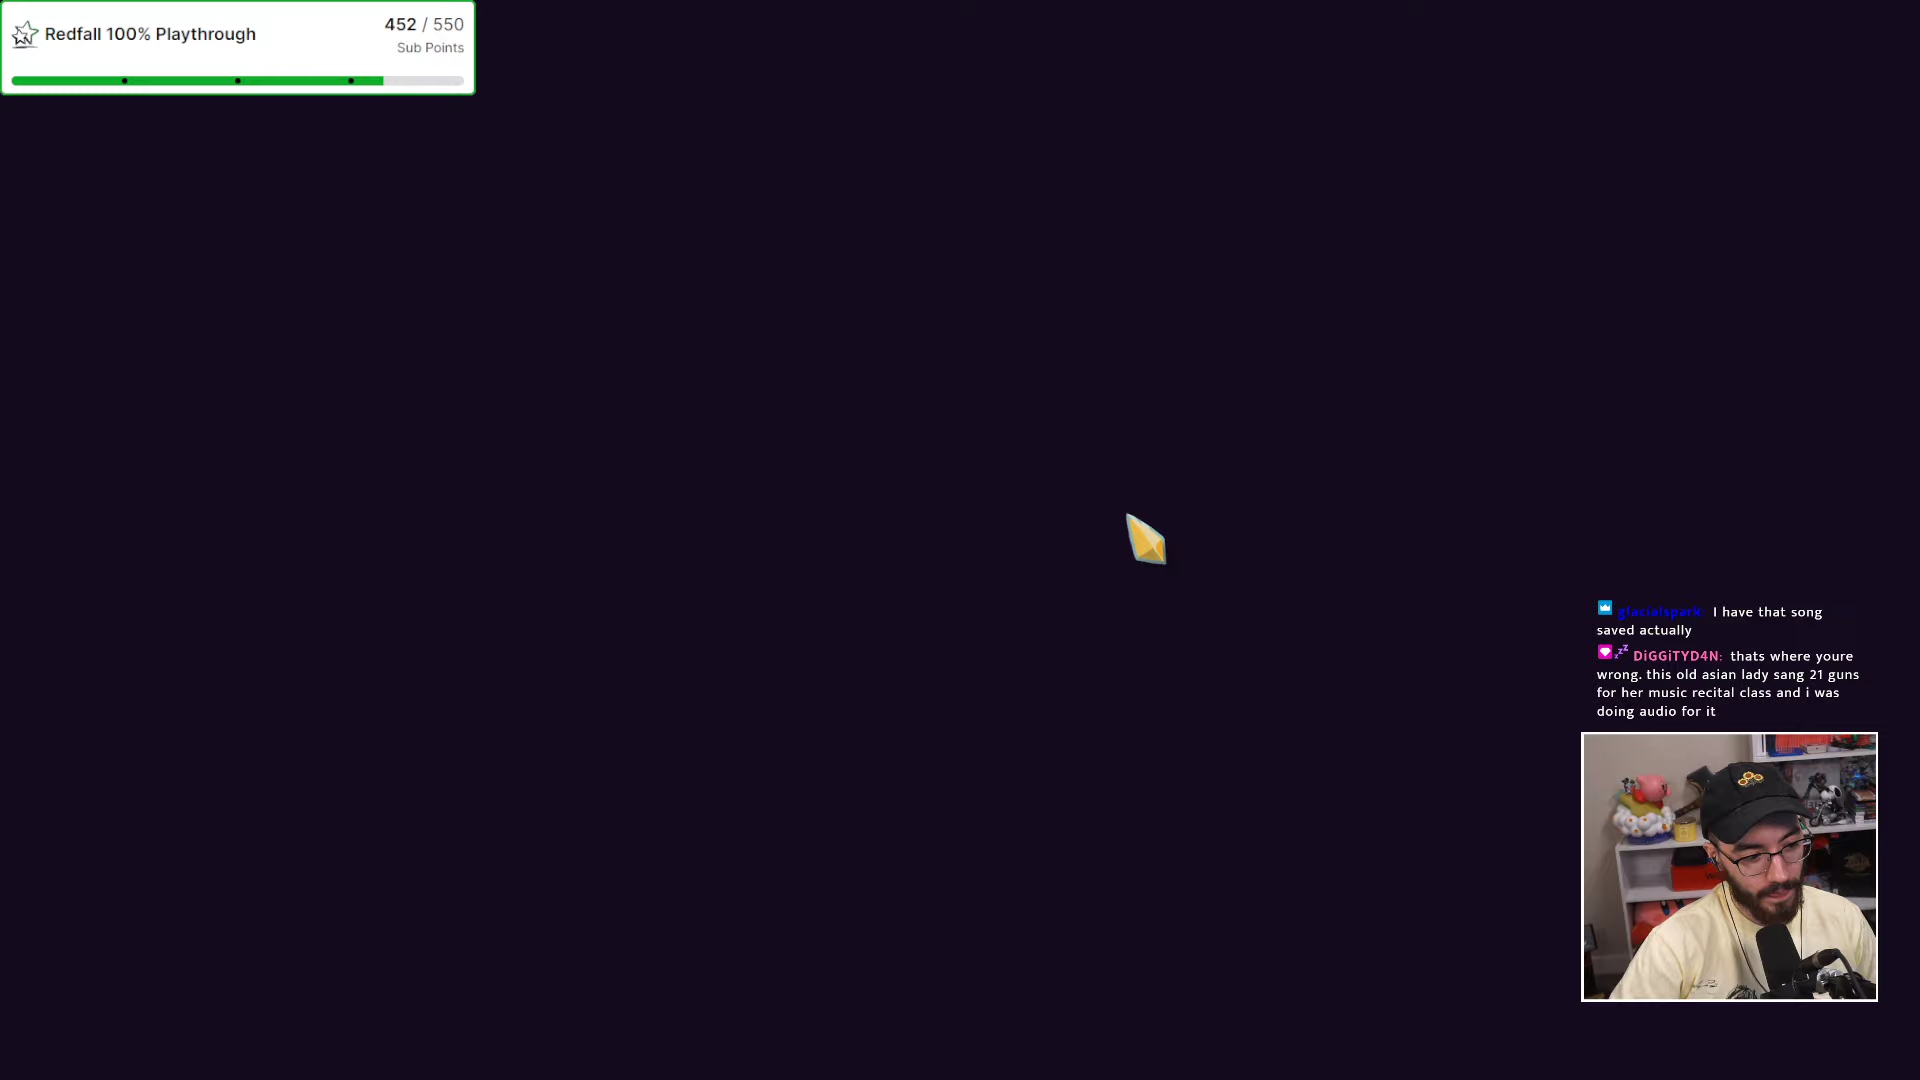 Redfall 100% Playthrough
452 / 550
Sub Points
glacialspark: I have that song
saved actually
DiGGiTYD4N: thats where youre
wrong. this old asian lady sang 21 guns
for her music recital class and i was
doing audio for it